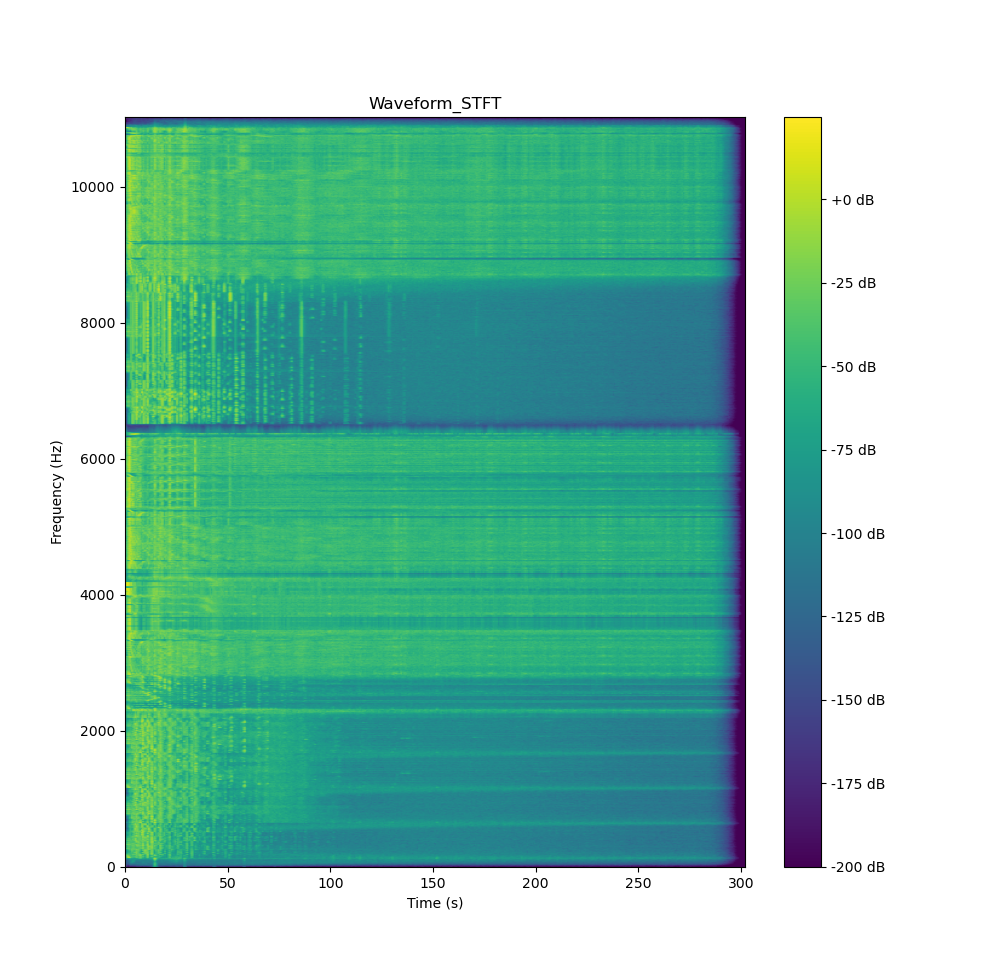 Waveform_STFT
10000
8000
6000
4000
2000
0
Frequency (Hz)
0 50 100 150 200 250 300
Time (s)
+0 dB
-25 dB
-50 dB
-75 dB
-100 dB
-125 dB
-150 dB
-175 dB
-200 dB